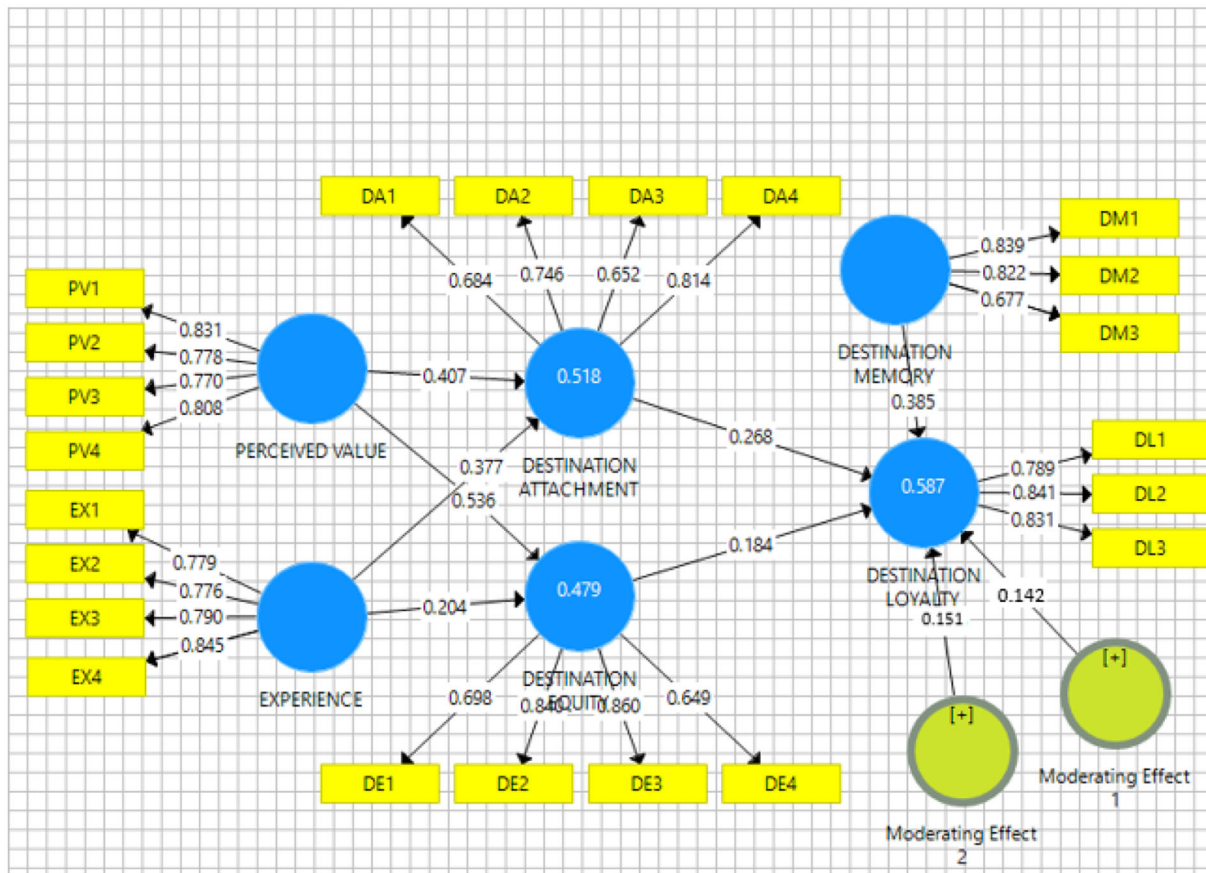 DA1
DA2
DA3
DA4
0.684
0.746
0.652
0.814
DM1
DM2
DM3
0.839
0.822
0.677
DESTINATION
MEMORY
0.385
PV1
PV2
PV3
PV4
0.831
0.778
0.770
0.808
PERCEIVED VALUE
0.407
0.518
DESTINATION
ATTACHMENT
0.377
0.536
0.268
0.184
0.587
DESTINATION
LOYALTY
DL1
DL2
DL3
0.789
0.841
0.831
EX1
EX2
EX3
EX4
0.779
0.776
0.790
0.845
EXPERIENCE
0.204
0.479
DESTINATION
EQUITY
0.698
0.840
0.860
0.649
DE1
DE2
DE3
DE4
0.151
0.142
[+]
Moderating Effect
1
[+]
Moderating Effect
2